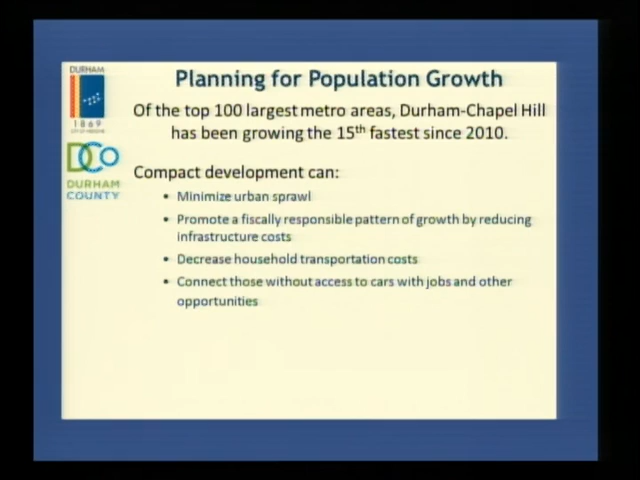 DURHAM
1869
CITY OF MEDICINE
DCo
DURHAM
COUNTY
Planning for Population Growth
Of the top 100 largest metro areas, Durham-Chapel Hill
has been growing the 15th fastest since 2010.
Compact development can:
• Minimize urban sprawl
• Promote a fiscally responsible pattern of growth by reducing
infrastructure costs
• Decrease household transportation costs
• Connect those without access to cars with jobs and other
opportunities